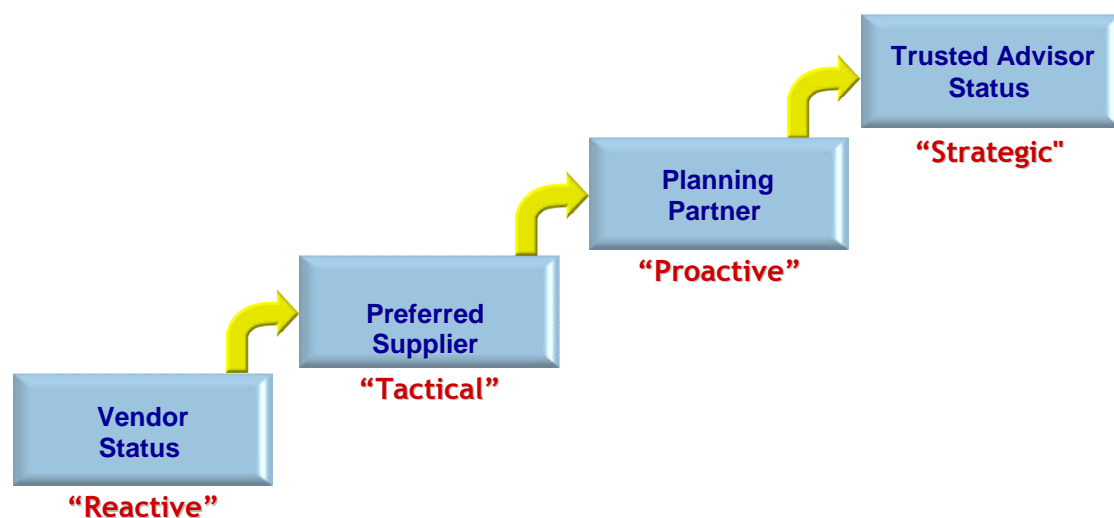 Trusted Advisor
Status
“Strategic"
Planning
Partner
“Proactive”
Preferred
Supplier
“Tactical”
Vendor
Status
“Reactive”